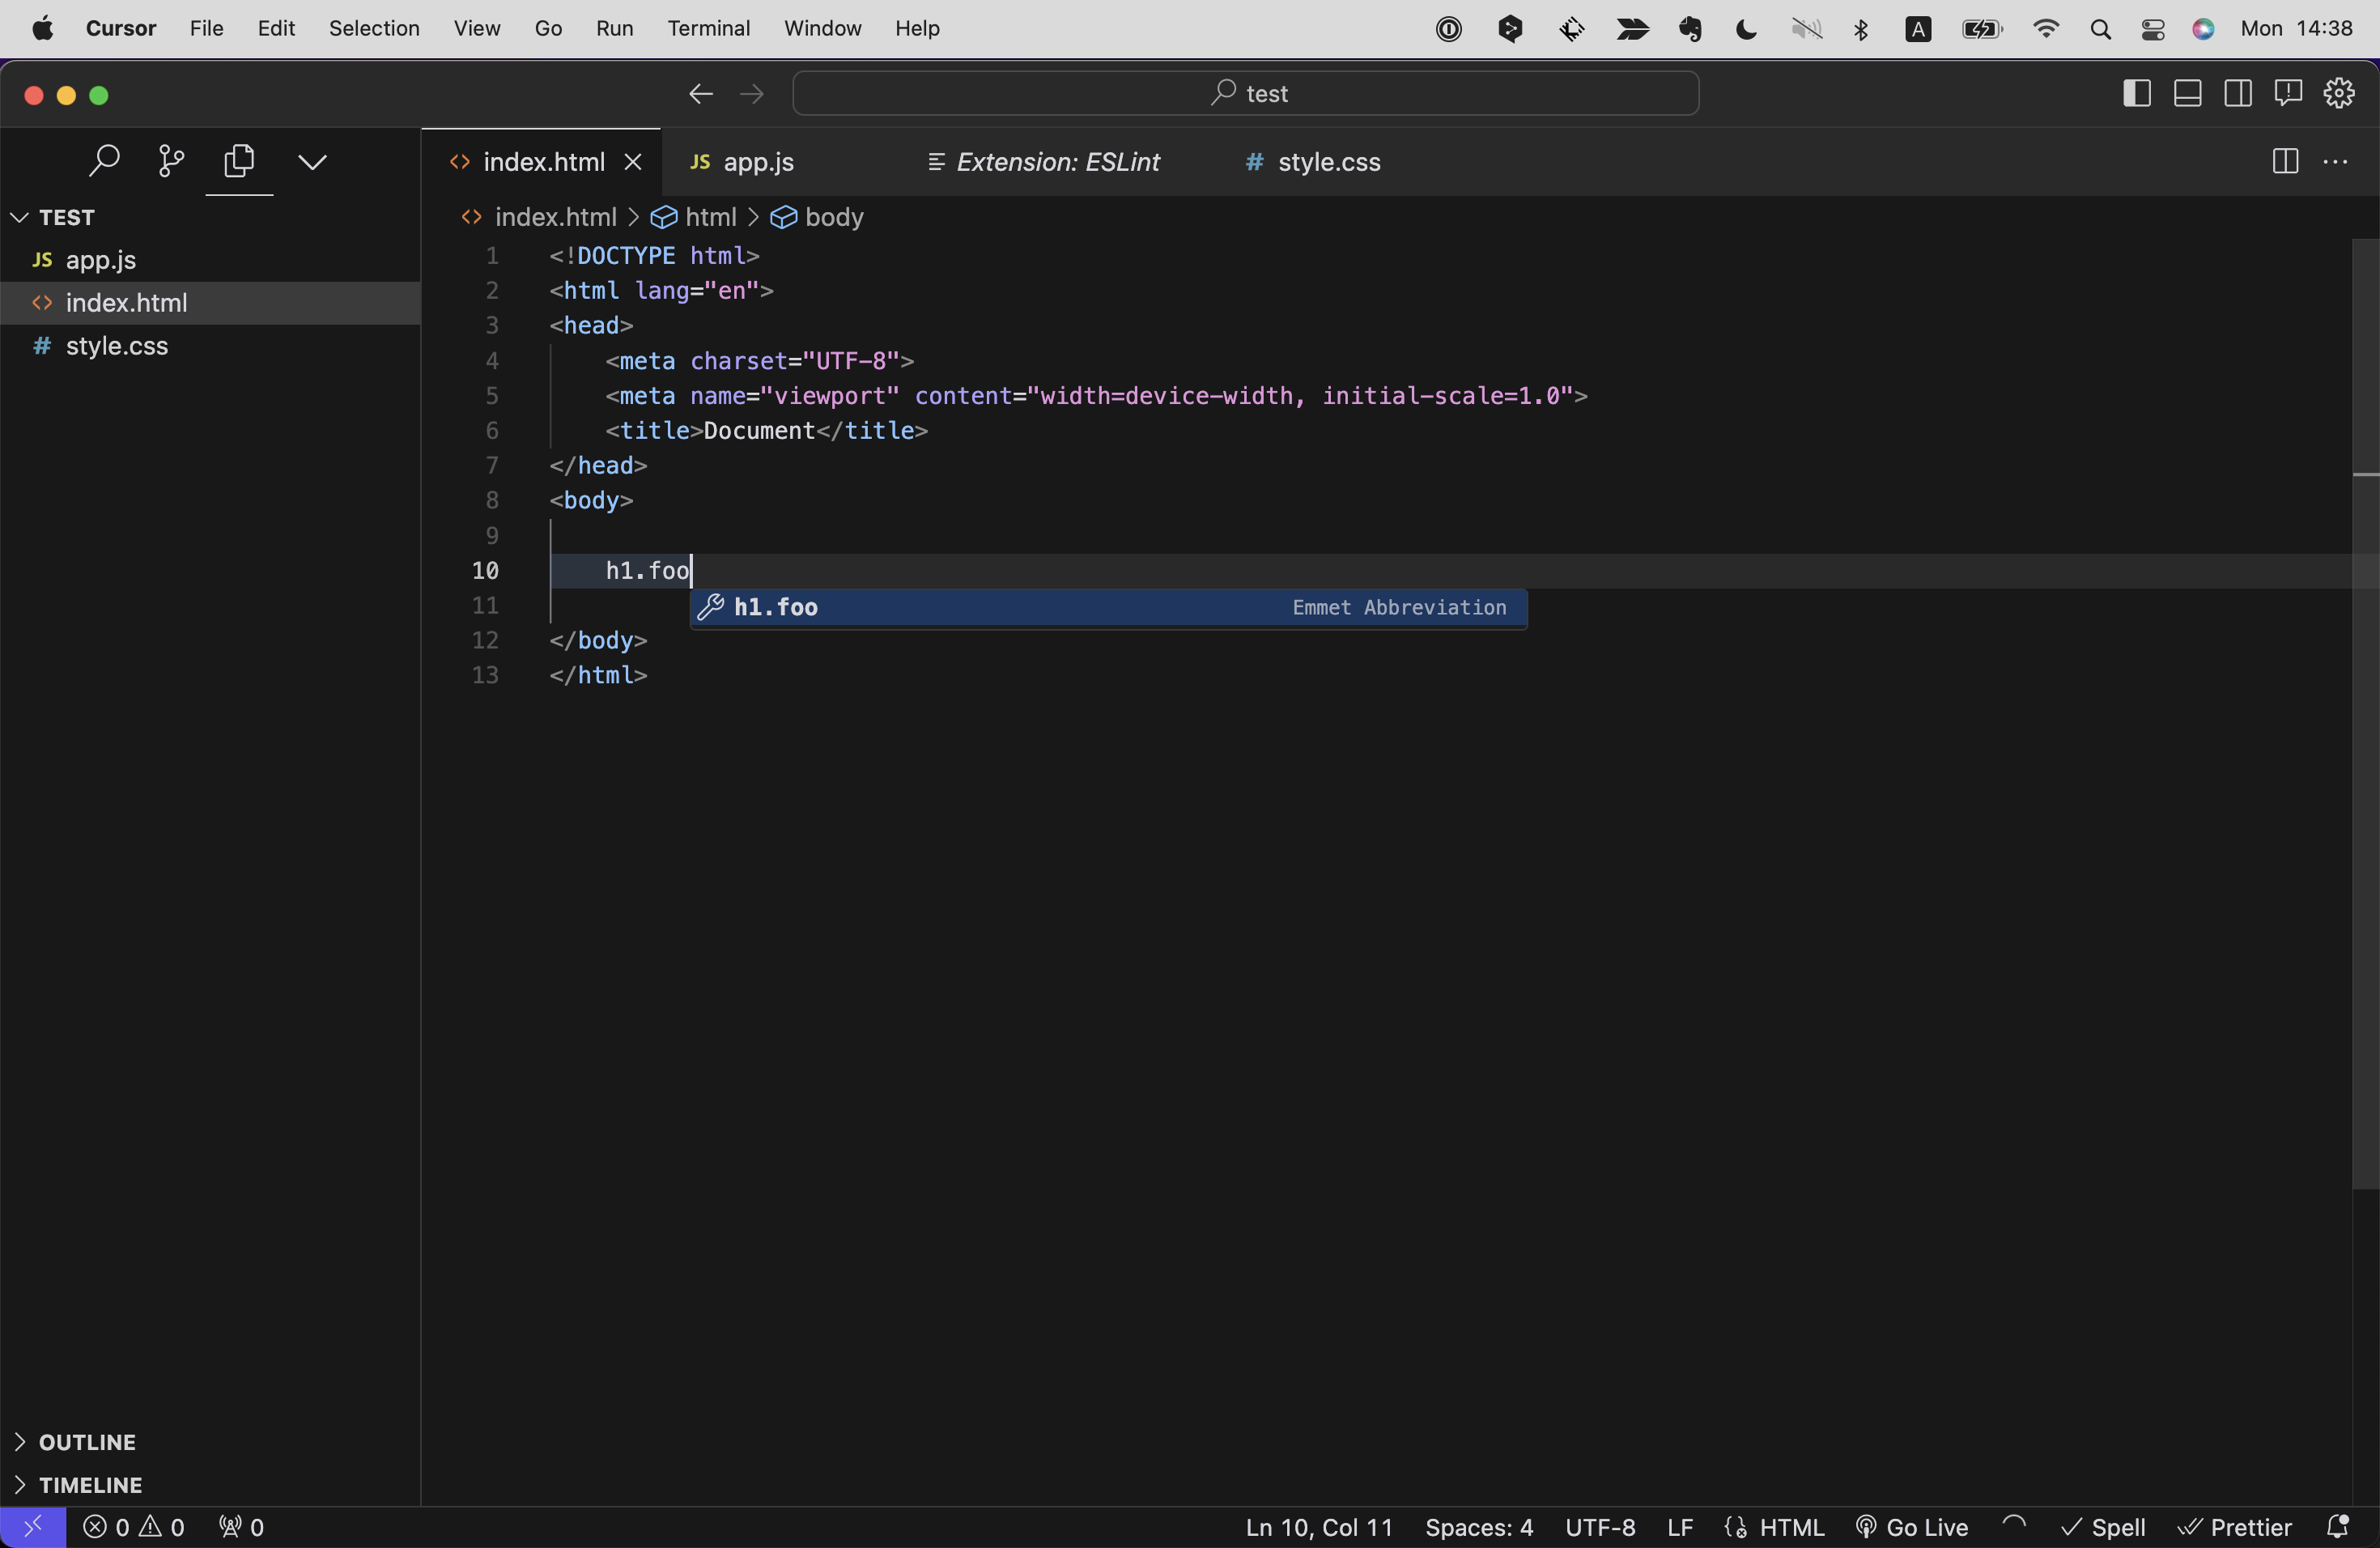 Cursor File Edit Selection View Go Run Terminal Window Help A Mon 14:38
test
index.html JS app.js Extension: ESLint # style.css
TEST
index.html > html > body
JS app.js
<> index.html
# style.css
1 <!DOCTYPE html>
2 <html lang="en">
3 <head>
4 <meta charset="UTF-8">
5 <meta name="viewport" content="width=device-width, initial-scale=1.0">
6 <title>Document</title>
7 </head>
8 <body>
9
10 h1.foo
h1.foo Emmet Abbreviation
11
12 </body>
13 </html>
OUTLINE
TIMELINE
0 0 0 Ln 10, Col 11 Spaces: 4 UTF-8 LF HTML Go Live Spell Prettier